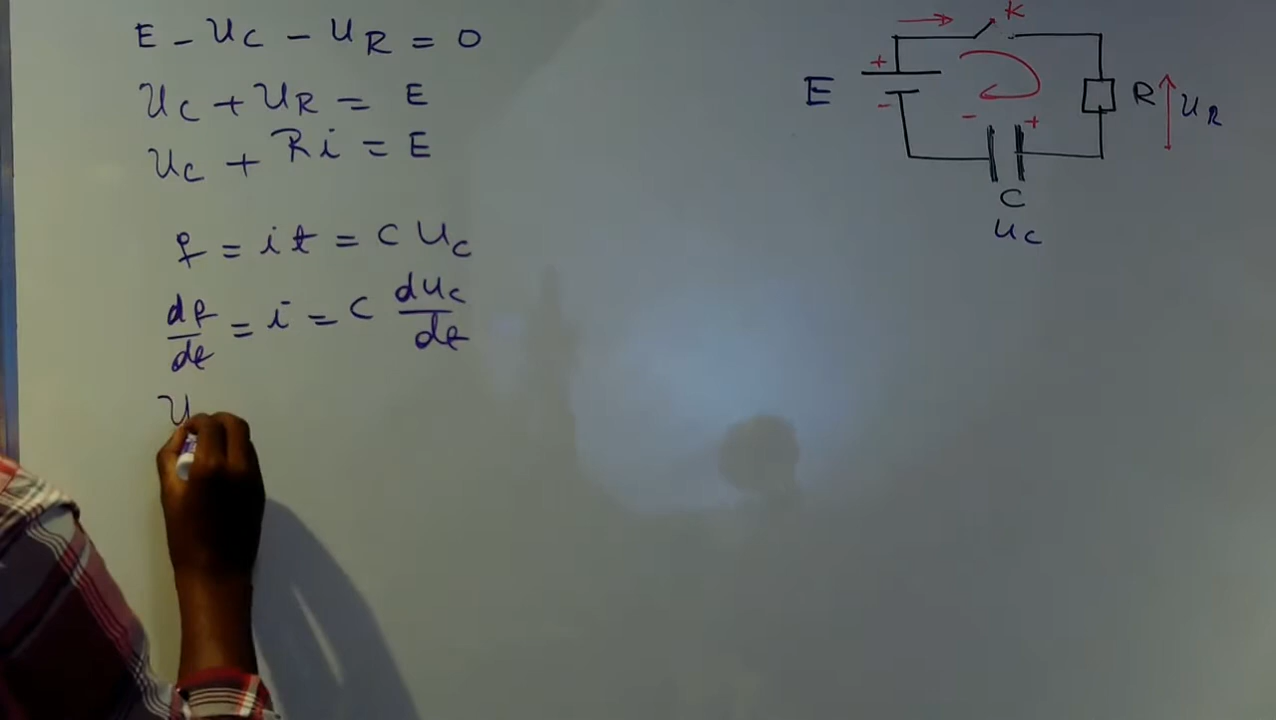 E - uC - uR = 0
uC + uR = E
uC + Ri = E
q = it = C uC
dq/dt = i = C duC/dt
u
K
+
E
-
- +
R uR
C
uC